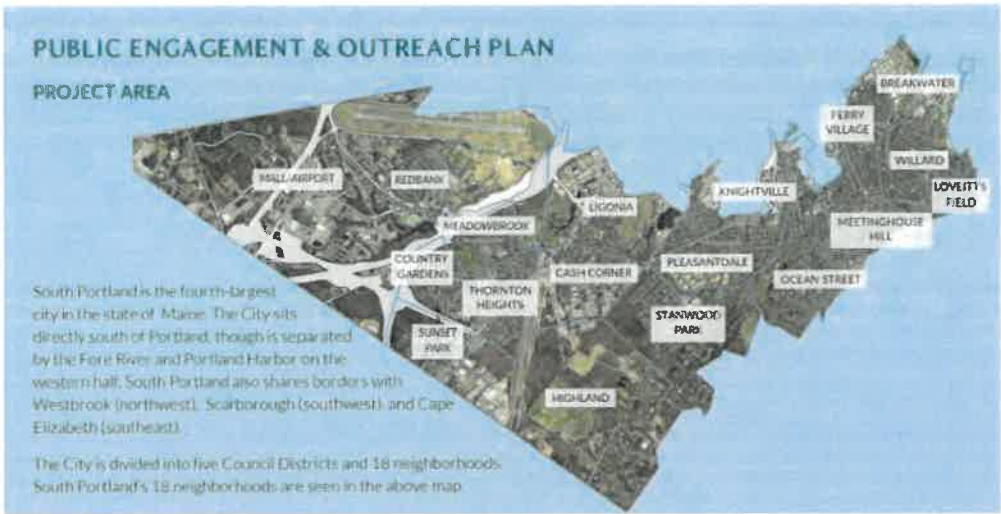 PUBLIC ENGAGEMENT & OUTREACH PLAN
PROJECT AREA
BREAKWATER
FERRY
VILLAGE
WILLARD
LOVEITT'S
FIELD
MALL/AIRPORT
REDBANK
KNIGHTVILLE
LIGONIA
MEADOWBROOK
MEETINGHOUSE
HILL
COUNTRY
GARDENS
CASH CORNER
PLEASANTDALE
OCEAN STREET
THORNTON
HEIGHTS
STANWOOD
PARK
SUNSET
PARK
HIGHLAND
South Portland is the fourth-largest
city in the state of Maine. The City sits
directly south of Portland, though is separated
by the Fore River and Portland Harbor on the
western half. South Portland also shares borders with
Westbrook (northwest), Scarborough (southwest), and Cape
Elizabeth (southeast).
The City is divided into five Council Districts and 18 neighborhoods.
South Portland's 18 neighborhoods are seen in the above map